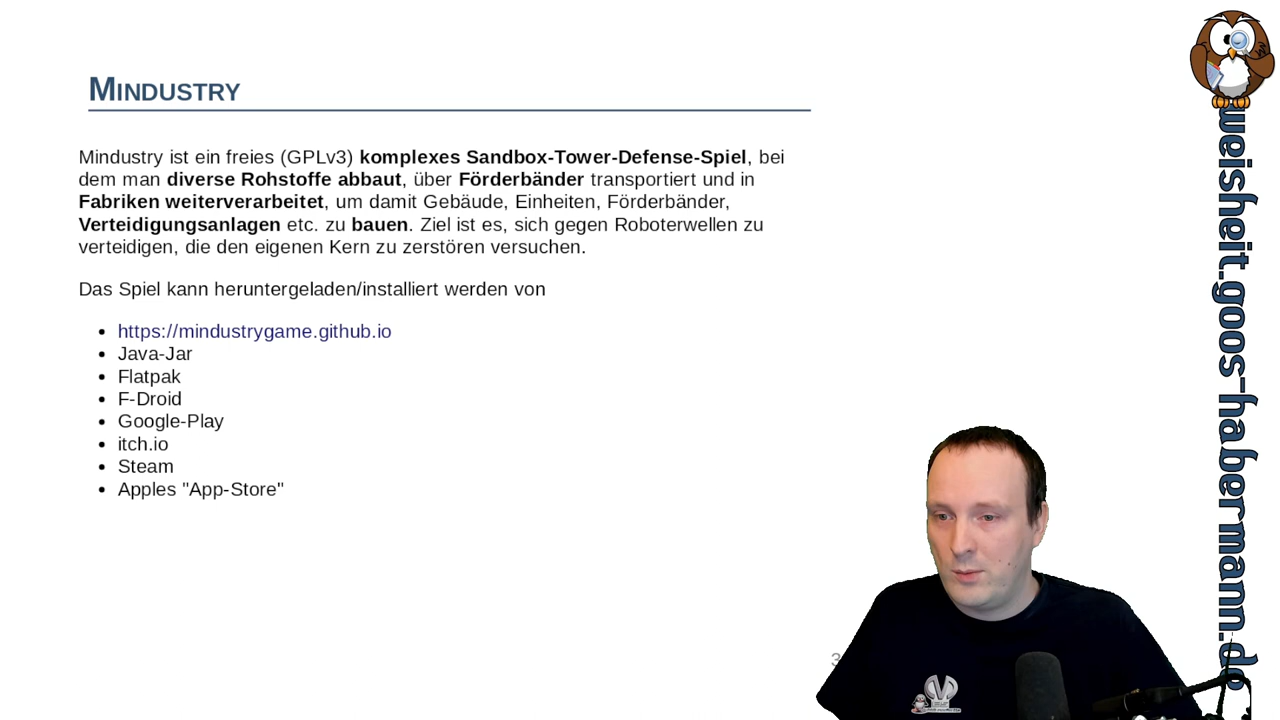 MINDUSTRY
Mindustry ist ein freies (GPLv3) komplexes Sandbox-Tower-Defense-Spiel, bei
dem man diverse Rohstoffe abbaut, über Förderbänder transportiert und in
Fabriken weiterverarbeitet, um damit Gebäude, Einheiten, Förderbänder,
Verteidigungsanlagen etc. zu bauen. Ziel ist es, sich gegen Roboterwellen zu
verteidigen, die den eigenen Kern zu zerstören versuchen.
Das Spiel kann heruntergeladen/installiert werden von
• https://mindustrygame.github.io
• Java-Jar
• Flatpak
• F-Droid
• Google-Play
• itch.io
• Steam
• Apples "App-Store"
3
weisheit.goos-habermann.de